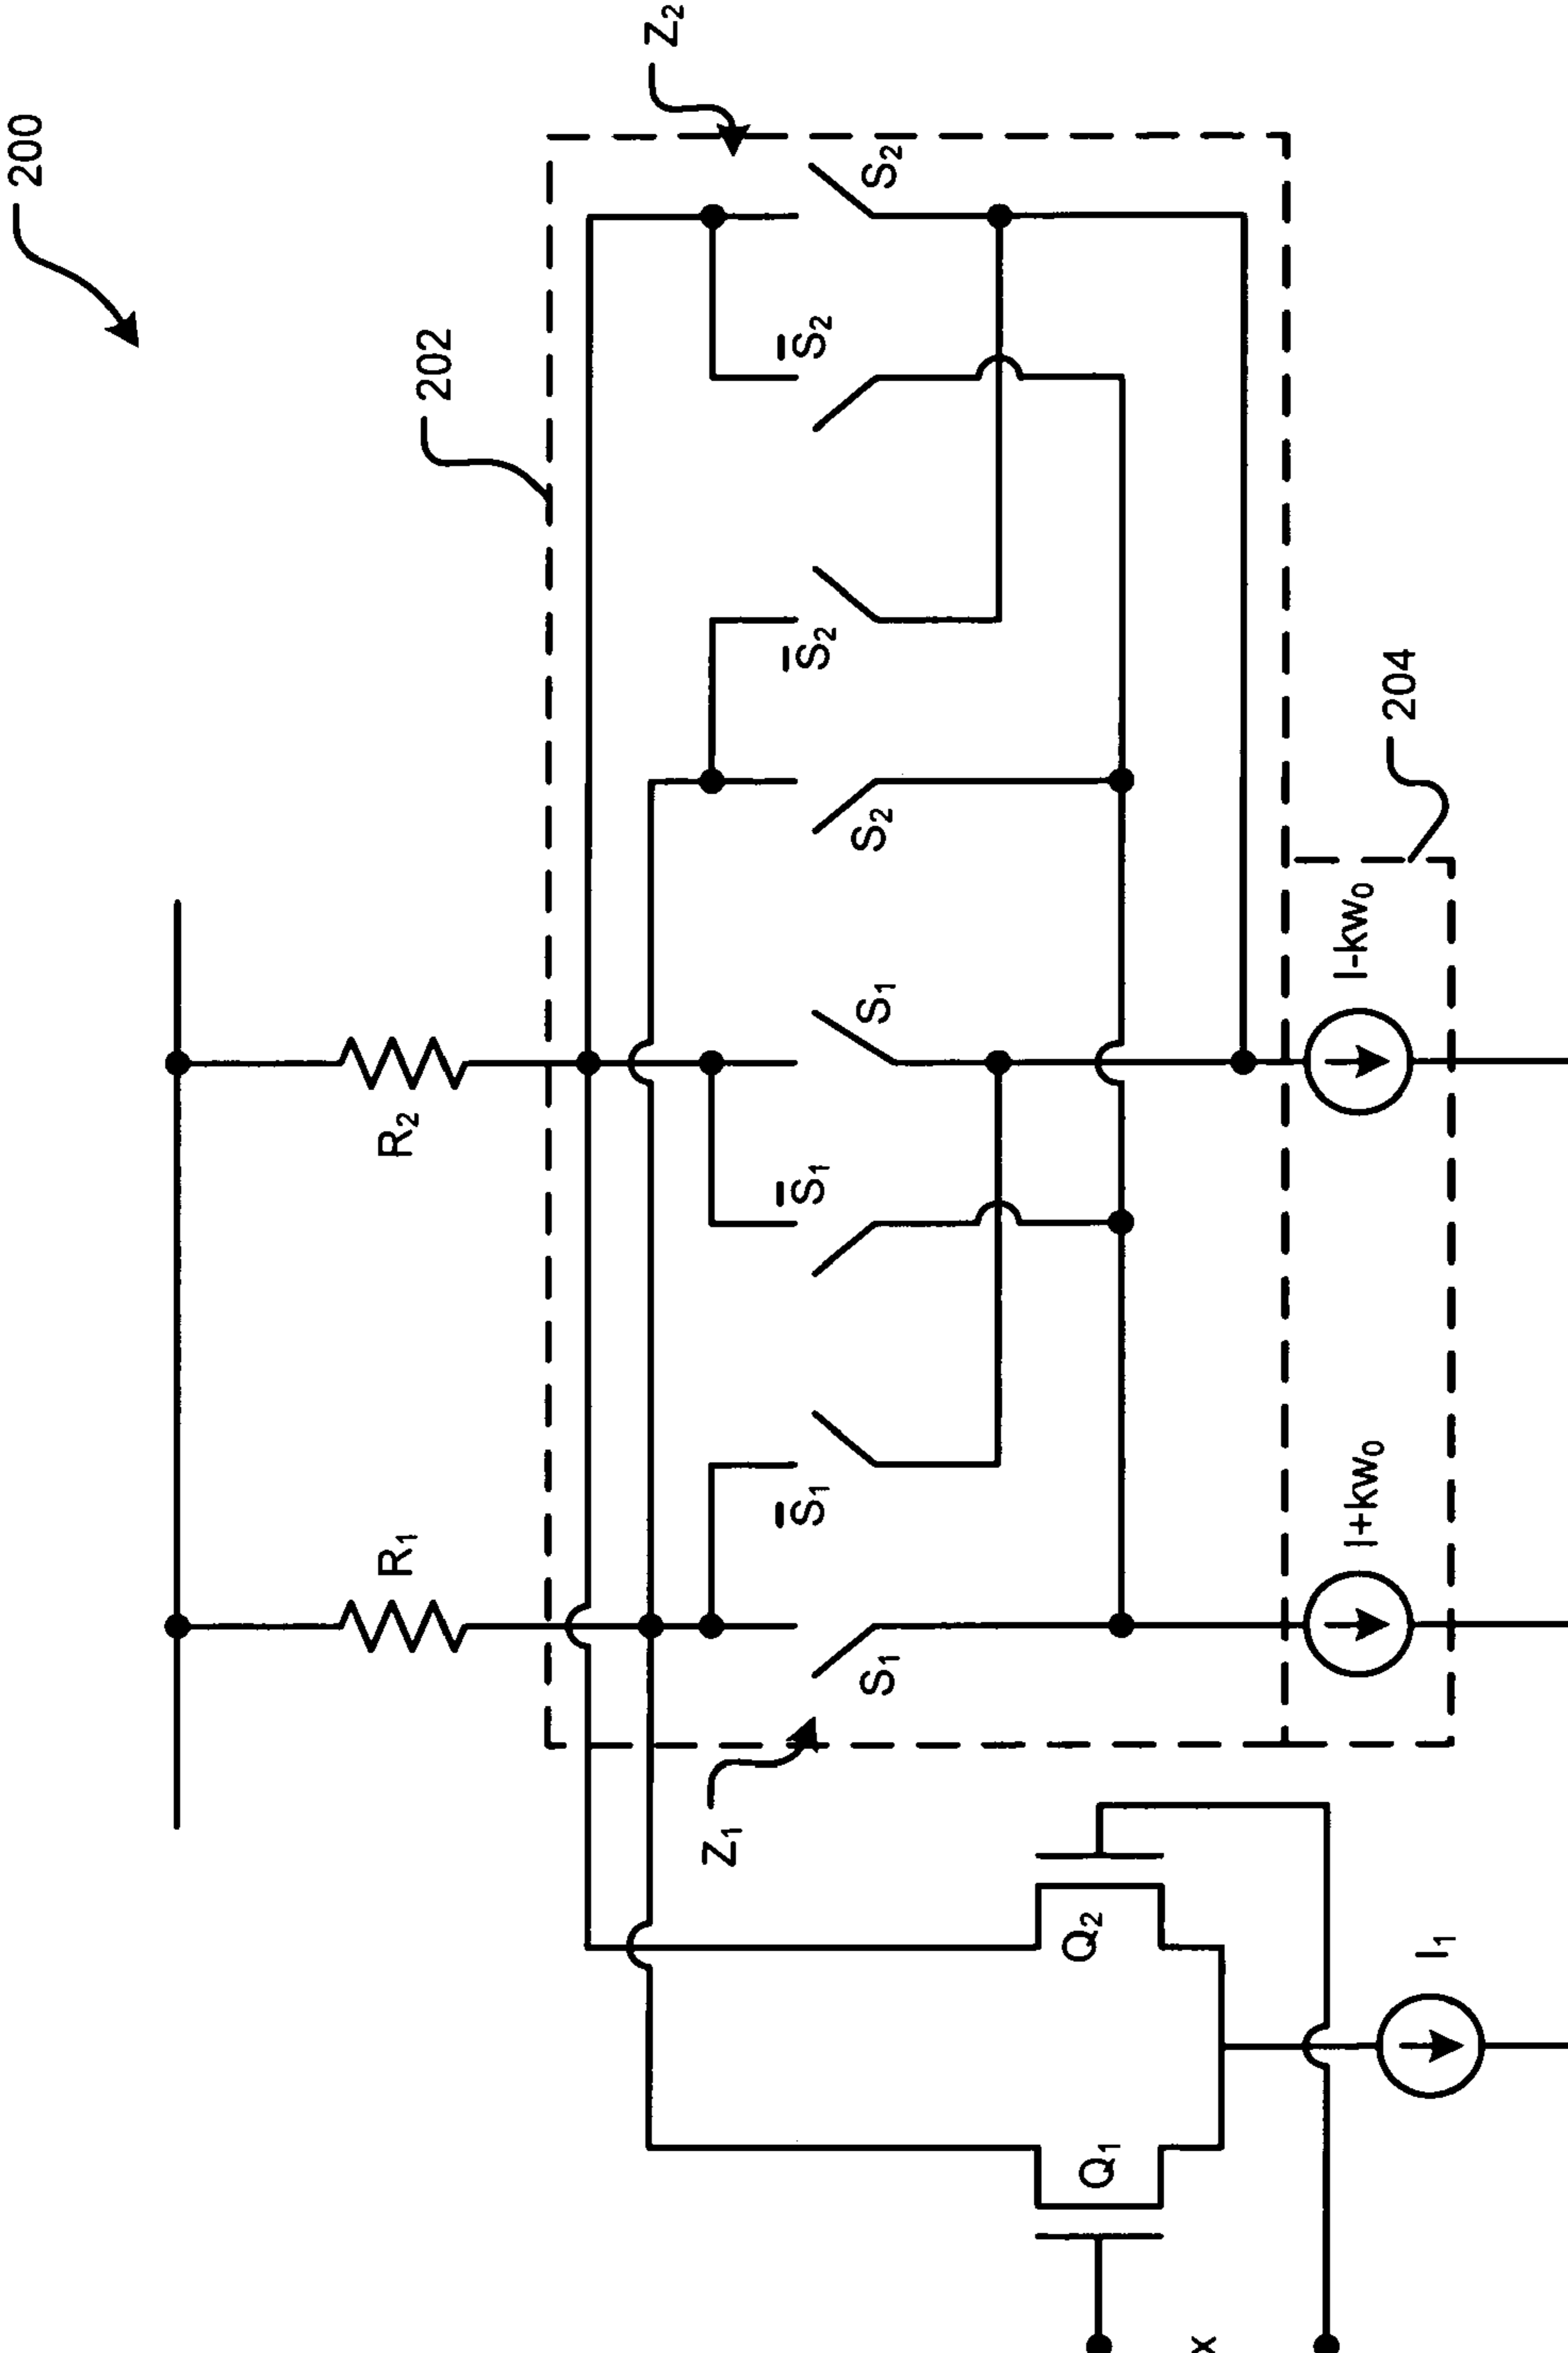 200
202
Z₂
R₁
R₂
Z₁
S₁
S̅₁
S̅₁
S₁
S₂
S̅₂
S̅₂
S₂
Q₁
Q₂
x
I₁
I+kw₀
I-kw₀
204